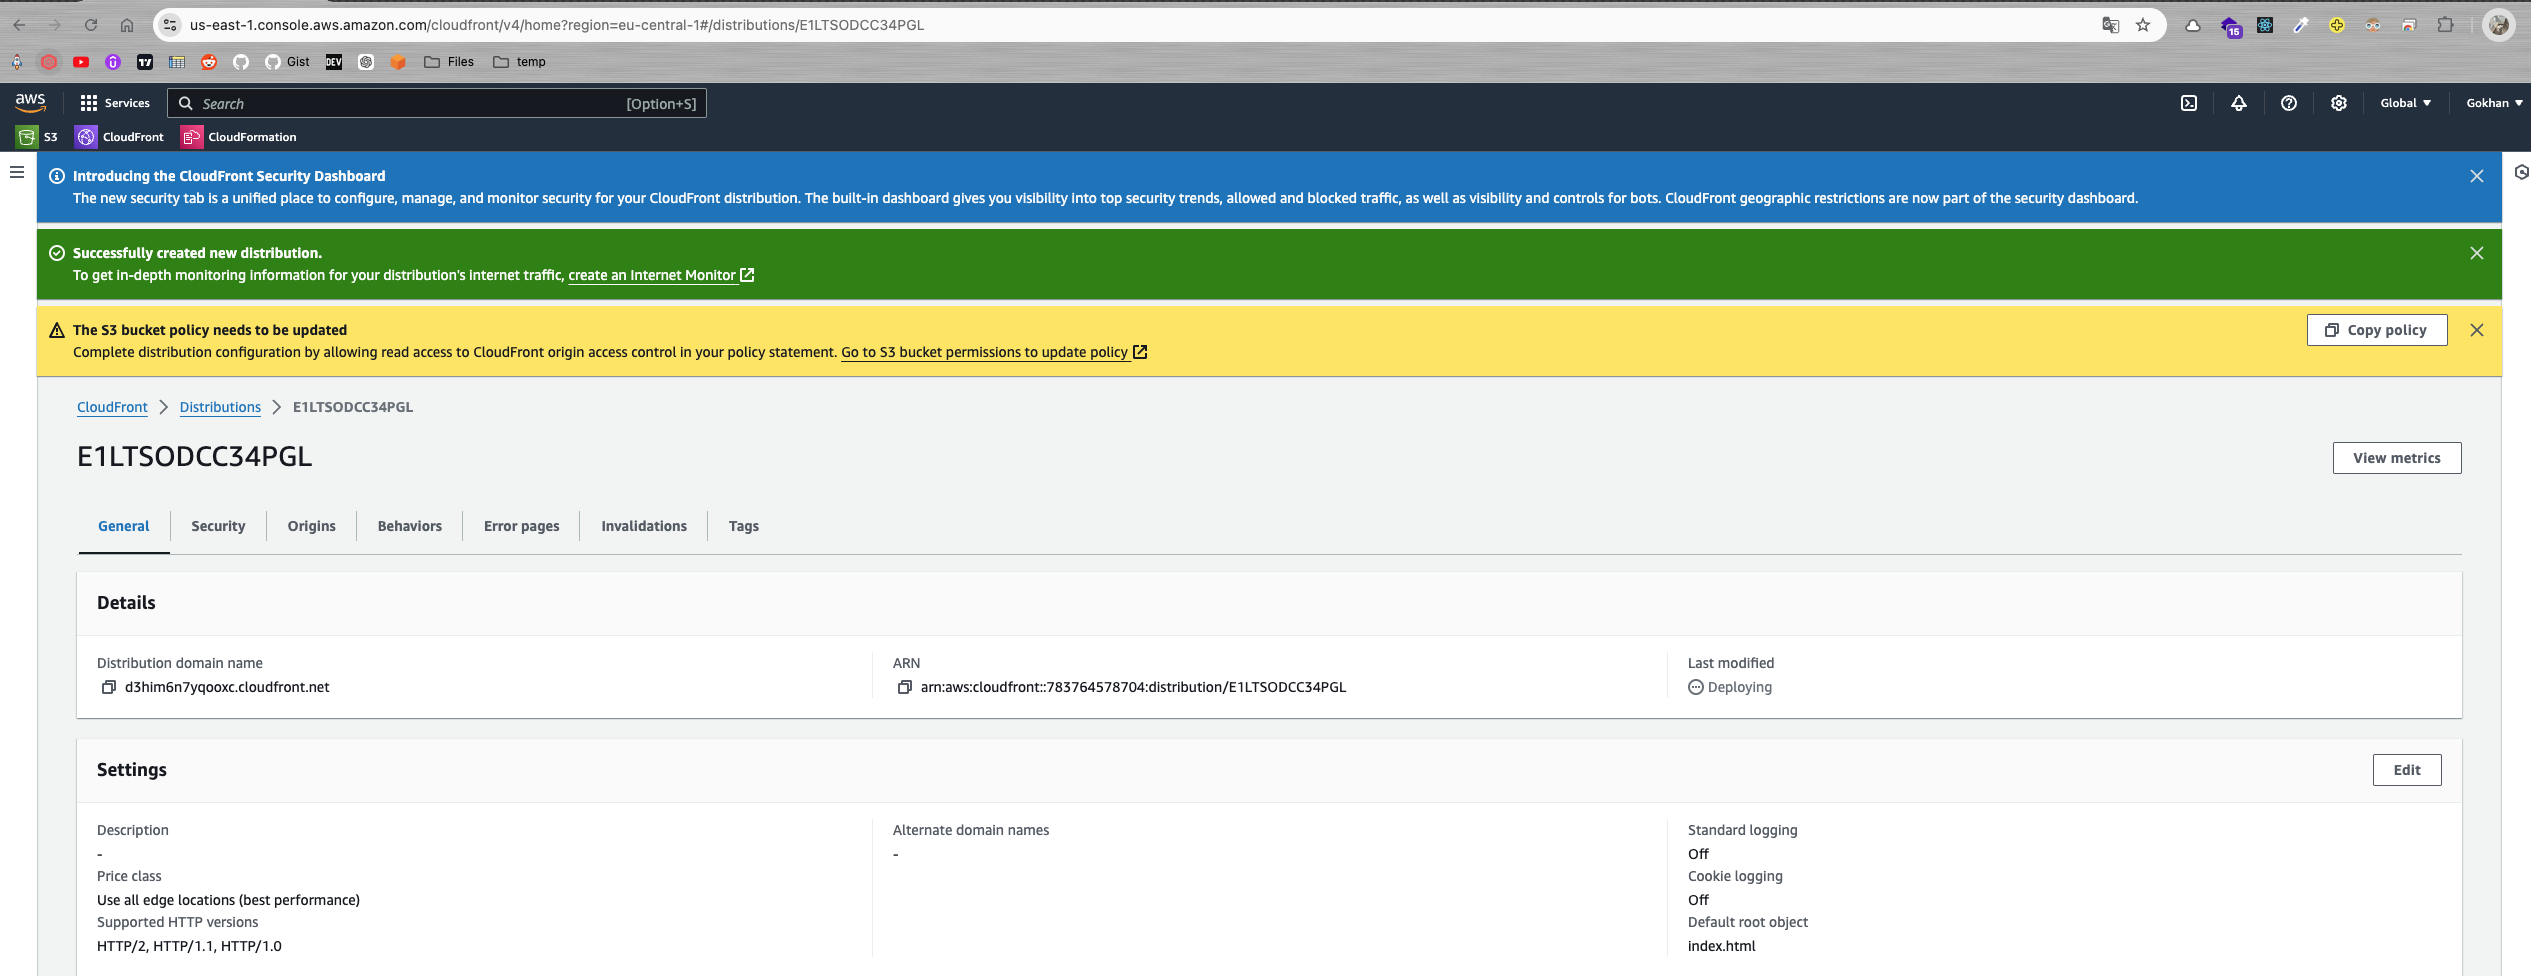 us-east-1.console.aws.amazon.com/cloudfront/v4/home?region=eu-central-1#/distributions/E1LTSODCC34PGL
15
Gist
DEV
Files
temp
aws
Services
Search
[Option+S]
Global
Gokhan
S3
CloudFront
CloudFormation
Introducing the CloudFront Security Dashboard
The new security tab is a unified place to configure, manage, and monitor security for your CloudFront distribution. The built-in dashboard gives you visibility into top security trends, allowed and blocked traffic, as well as visibility and controls for bots. CloudFront geographic restrictions are now part of the security dashboard.
Successfully created new distribution.
To get in-depth monitoring information for your distribution's internet traffic, create an Internet Monitor
The S3 bucket policy needs to be updated
Complete distribution configuration by allowing read access to CloudFront origin access control in your policy statement. Go to S3 bucket permissions to update policy
Copy policy
CloudFront
Distributions
E1LTSODCC34PGL
E1LTSODCC34PGL
View metrics
General
Security
Origins
Behaviors
Error pages
Invalidations
Tags
Details
Distribution domain name
d3him6n7yqooxc.cloudfront.net
ARN
arn:aws:cloudfront::783764578704:distribution/E1LTSODCC34PGL
Last modified
Deploying
Settings
Edit
Description
-
Price class
Use all edge locations (best performance)
Supported HTTP versions
HTTP/2, HTTP/1.1, HTTP/1.0
Alternate domain names
-
Standard logging
Off
Cookie logging
Off
Default root object
index.html